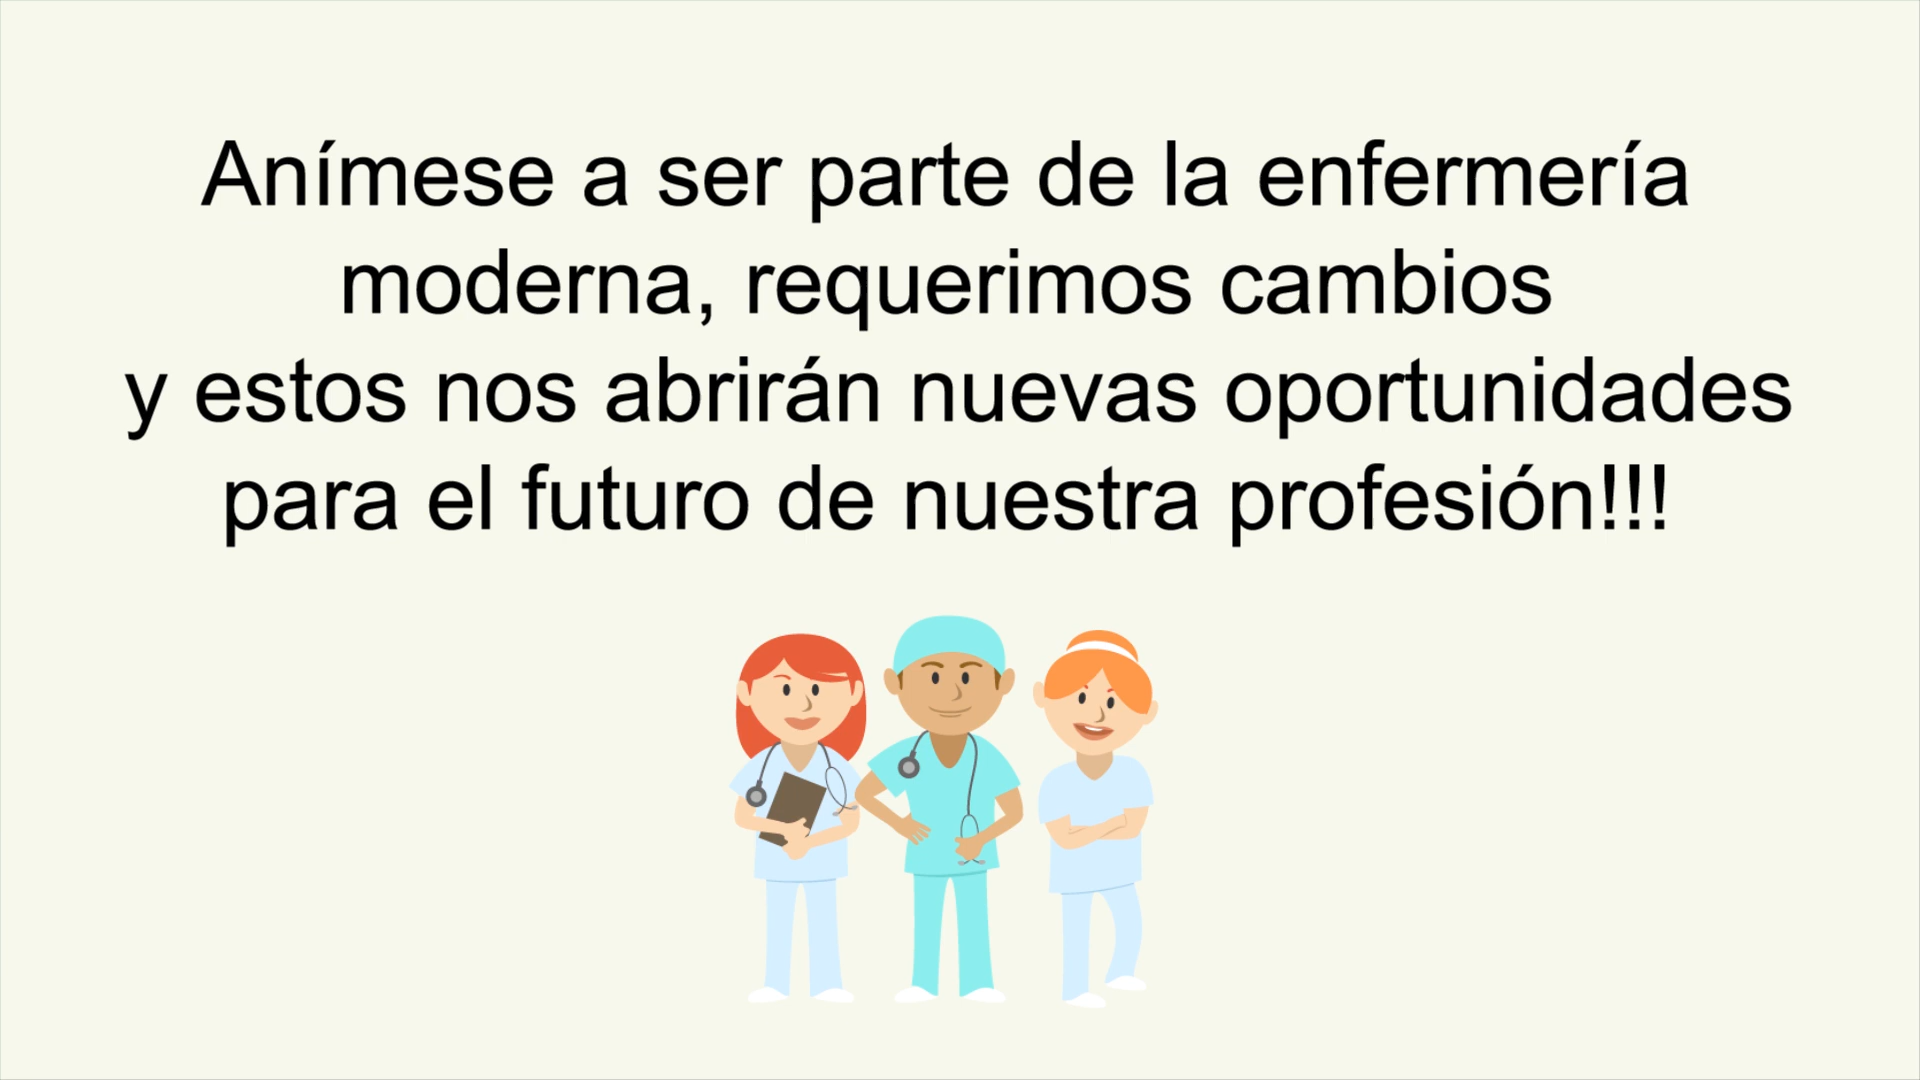 Anímese a ser parte de la enfermería
moderna, requerimos cambios
y estos nos abrirán nuevas oportunidades
para el futuro de nuestra profesión!!!